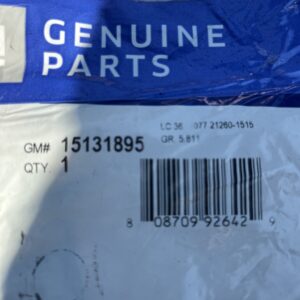 GENUINE
PARTS
LC 36 077 21260-1515
GM# 15131895 GR. 5.811
QTY. 1
8 08709 92642 9